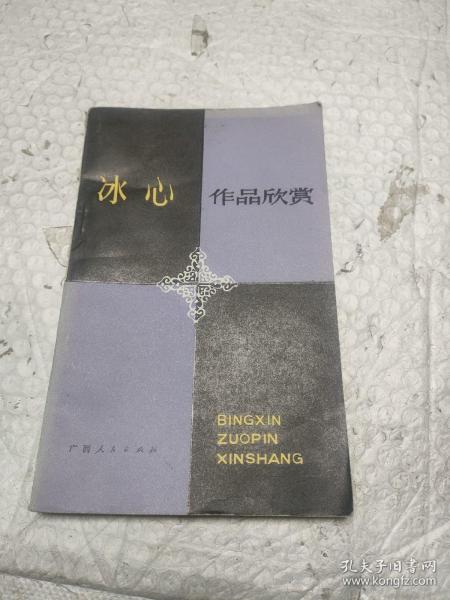 冰心 作品欣赏
BINGXIN
ZUOPIN
XINSHANG
广西人民出版社
孔夫子旧书网
www.kongfz.com